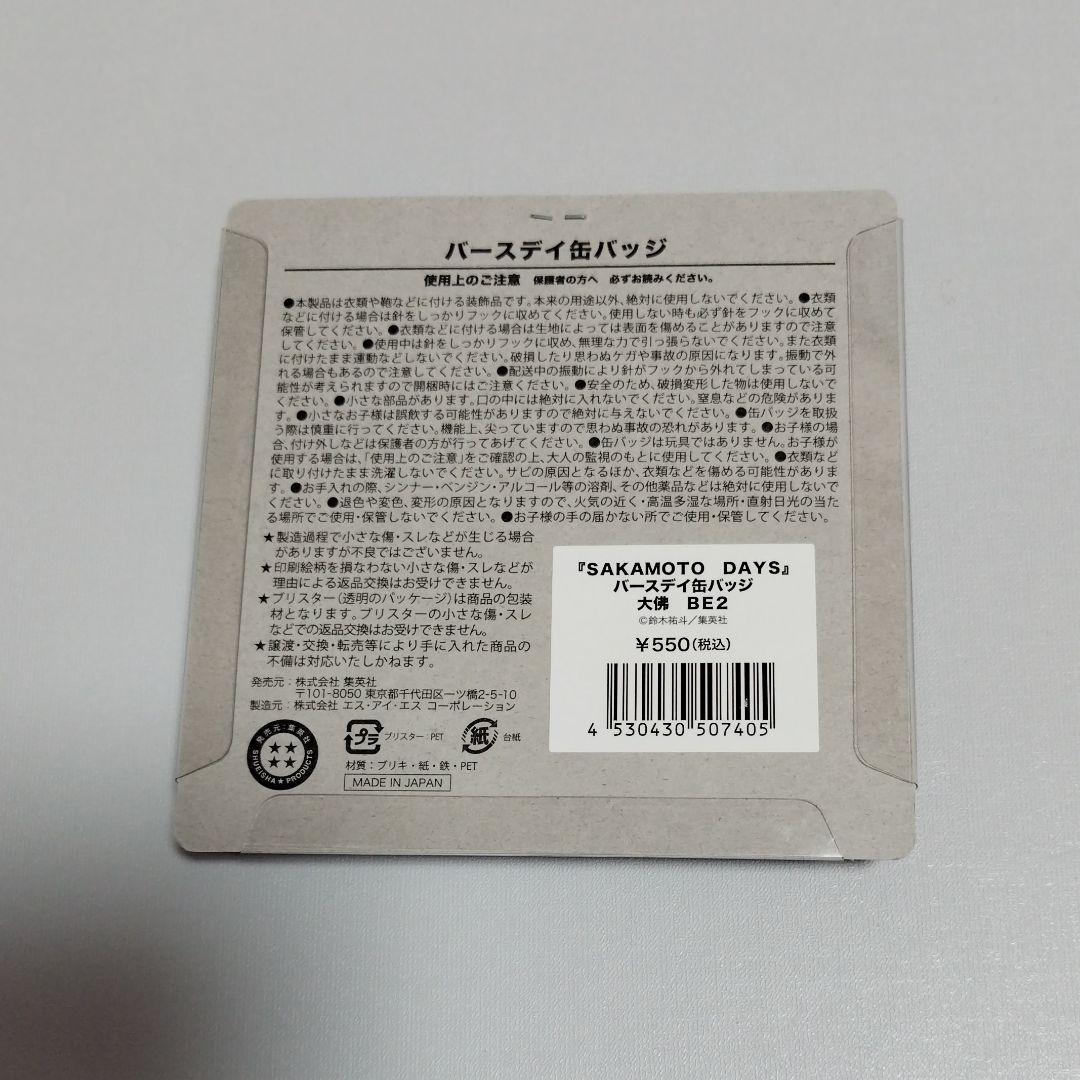 バースデイ缶バッジ
使用上のご注意 保護者の方へ 必ずお読みください。
●本製品は衣類や鞄などに付ける装飾品です。本来の用途以外、絶対に使用しないでください。●衣類
などに付ける場合は針をしっかりフックに収めてください。使用しない時も必ず針をフックに収めて
保管してください。●衣類などに付ける場合は生地によっては表面を傷めることがありますので注意
してください。●使用中は針をしっかりフックに収め、無理な力で引っ張らないでください。また衣類
に付けたまま運動などしないでください。破損したり思わぬケガや事故の原因になります。振動で外
れる場合もあるので注意してください。●配送中の振動により針がフックから外れてしまっている可
能性が考えられますので開梱時にはご注意ください。●安全のため、破損変形した物は使用しないで
ください。●小さな部品があります。口の中には絶対に入れないでください。窒息などの危険がありま
す。●小さなお子様は誤飲する可能性がありますので絶対に与えないでください。●缶バッジを取扱
う際は慎重に行ってください。機能上、尖っていますので思わぬ事故の恐れがあります。●お子様の場
合、付け外しなどは保護者の方が行ってあげてください。●缶バッジは玩具ではありません。お子様が
使用する場合は、「使用上のご注意」をご確認の上、大人の監視のもとに使用してください。●衣類など
に取り付けたまま洗濯しないでください。サビの原因となるほか、衣類などを傷める可能性がありま
す。●お手入れの際、シンナー・ベンジン・アルコール等の溶剤、その他薬品などは絶対に使用しないで
ください。●退色や変色、変形の原因となりますので、火気の近く・高温多湿な場所・直射日光の当た
る場所でご使用・保管しないでください。●お子様の手の届かない所でご使用・保管してください。
★製造過程で小さな傷・スレなどが生じる場合
がありますが不良ではございません。
★印刷絵柄を損なわない小さな傷・スレなどが
理由による返品交換はお受けできません。
★ブリスター(透明のパッケージ)は商品の包装
材となります。ブリスターの小さな傷・スレ
などでの返品交換はお受けできません。
★譲渡・交換・転売等により手に入れた商品の
不備は対応いたしかねます。
発売元：株式会社 集英社
〒101-8050 東京都千代田区一ツ橋2-5-10
製造元：株式会社 エス・アイ・エス コーポレーション
発売元：集英社
SHUEISHA★PRODUCTS
プラ ブリスター：PET
紙 台紙
材質：ブリキ・紙・鉄・PET
MADE IN JAPAN
『SAKAMOTO DAYS』
バースデイ缶バッジ
大佛 BE2
©鈴木祐斗／集英社
¥550(税込)
4 530430 507405